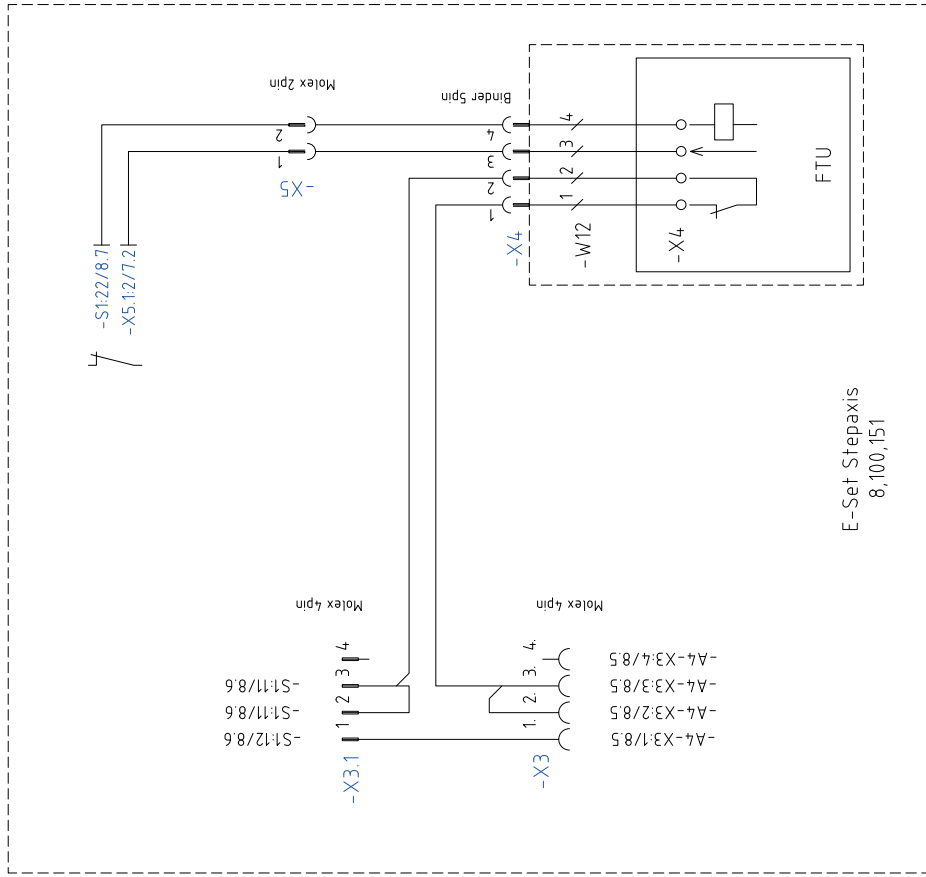 Molex 2pin
Binder 5pin
2
1
-X5
4
3
2
1
-X4
4
3
2
1
-W12
-X4
FTU
-S1:22/8.7
-X5.1:2/7.2
E-Set Stepaxis
8,100,151
Molex 4pin
4
3
2
1
-S1:11/8.6
-S1:11/8.6
-S1:12/8.6
-X3.1
Molex 4pin
4.
3.
2.
1.
-A4-X3:4/8.5
-A4-X3:3/8.5
-A4-X3:2/8.5
-A4-X3:1/8.5
-X3